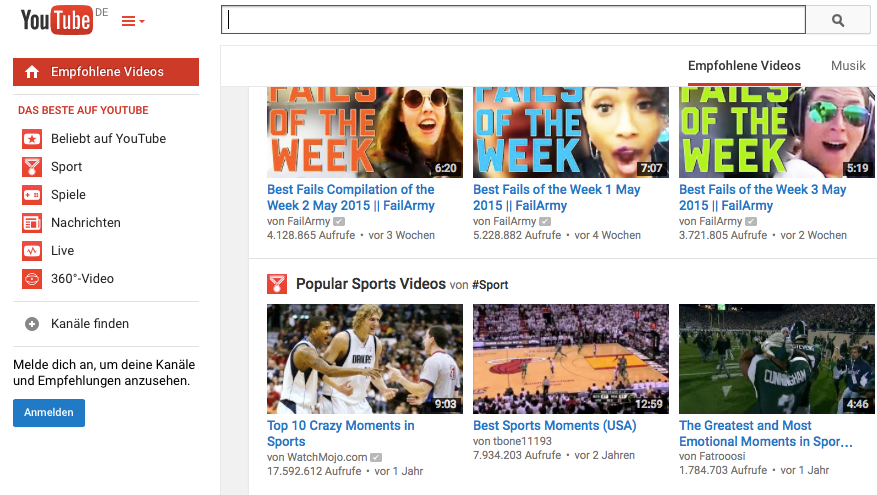 YouTube DE
Empfohlene Videos
DAS BESTE AUF YOUTUBE
Beliebt auf YouTube
Sport
Spiele
Nachrichten
Live
360°-Video
Kanäle finden
Melde dich an, um deine Kanäle
und Empfehlungen anzusehen.
Anmelden
Empfohlene Videos Musik
FAILS OF THE WEEK
6:20
Best Fails Compilation of the
Week 2 May 2015 || FailArmy
von FailArmy
4.128.865 Aufrufe • vor 3 Wochen
FAILS OF THE WEEK
7:07
Best Fails of the Week 1 May
2015 || FailArmy
von FailArmy
5.228.882 Aufrufe • vor 4 Wochen
FAILS OF THE WEEK
5:19
Best Fails of the Week 3 May
2015 || FailArmy
von FailArmy
3.721.805 Aufrufe • vor 2 Wochen
Popular Sports Videos von #Sport
DALLAS
9:03
Top 10 Crazy Moments in
Sports
von WatchMojo.com
17.592.612 Aufrufe • vor 1 Jahr
12:59
Best Sports Moments (USA)
von tbone11193
7.934.203 Aufrufe • vor 2 Jahren
CUNNINGHAM
4:46
The Greatest and Most
Emotional Moments in Spor...
von Fatrooosi
1.784.703 Aufrufe • vor 1 Jahr